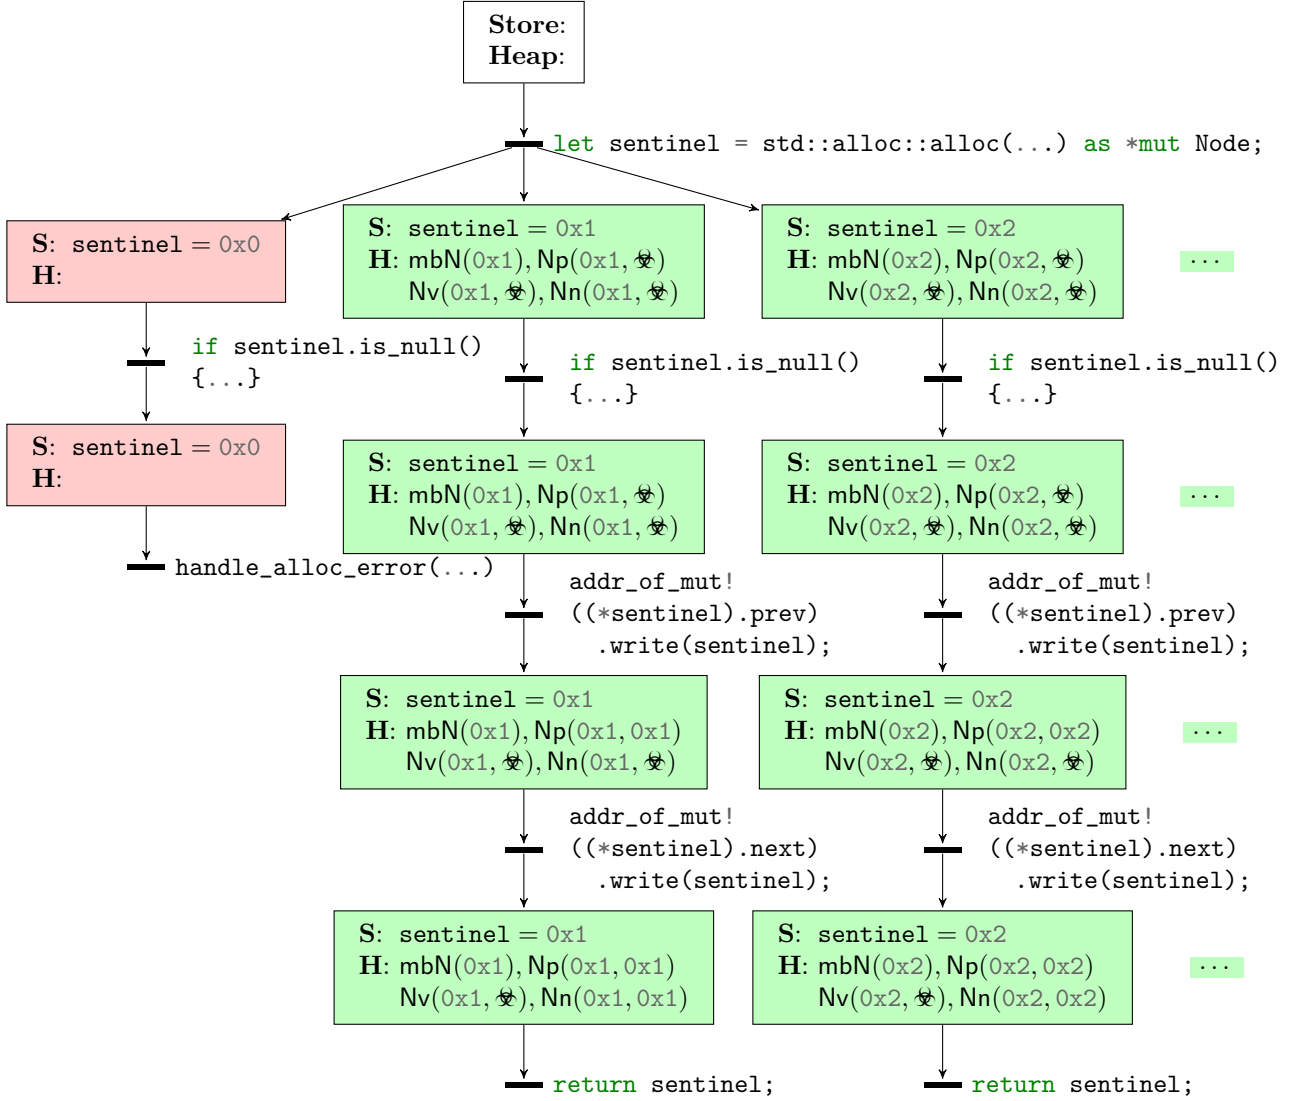 Store:
Heap:
let sentinel = std::alloc::alloc(...) as *mut Node;
S: sentinel = 0x0
H:
S: sentinel = 0x1
H: mbN(0x1), Np(0x1, ☣)
Nv(0x1, ☣), Nn(0x1, ☣)
S: sentinel = 0x2
H: mbN(0x2), Np(0x2, ☣)
Nv(0x2, ☣), Nn(0x2, ☣)
...
if sentinel.is_null()
{...}
if sentinel.is_null()
{...}
if sentinel.is_null()
{...}
S: sentinel = 0x0
H:
S: sentinel = 0x1
H: mbN(0x1), Np(0x1, ☣)
Nv(0x1, ☣), Nn(0x1, ☣)
S: sentinel = 0x2
H: mbN(0x2), Np(0x2, ☣)
Nv(0x2, ☣), Nn(0x2, ☣)
...
handle_alloc_error(...)
addr_of_mut!
((*sentinel).prev)
.write(sentinel);
addr_of_mut!
((*sentinel).prev)
.write(sentinel);
S: sentinel = 0x1
H: mbN(0x1), Np(0x1, 0x1)
Nv(0x1, ☣), Nn(0x1, ☣)
S: sentinel = 0x2
H: mbN(0x2), Np(0x2, 0x2)
Nv(0x2, ☣), Nn(0x2, ☣)
...
addr_of_mut!
((*sentinel).next)
.write(sentinel);
addr_of_mut!
((*sentinel).next)
.write(sentinel);
S: sentinel = 0x1
H: mbN(0x1), Np(0x1, 0x1)
Nv(0x1, ☣), Nn(0x1, 0x1)
S: sentinel = 0x2
H: mbN(0x2), Np(0x2, 0x2)
Nv(0x2, ☣), Nn(0x2, 0x2)
...
return sentinel;
return sentinel;